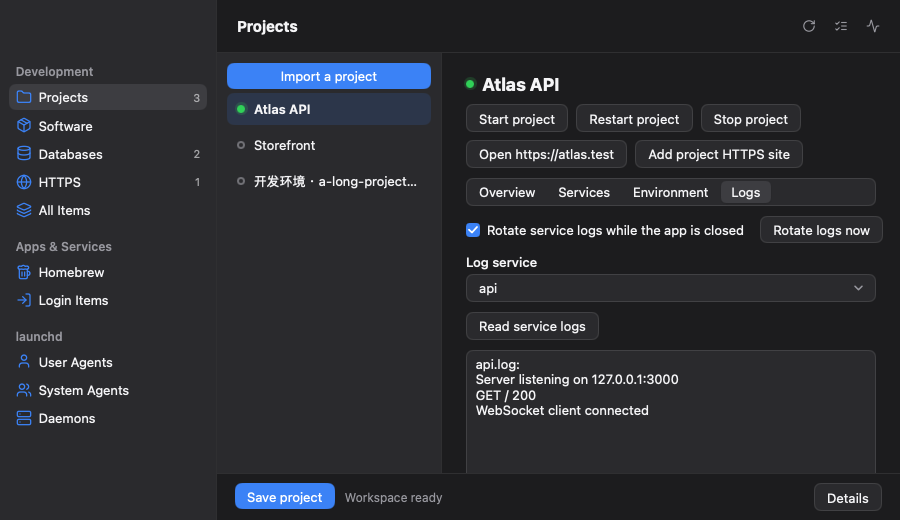 Projects
Development
Projects 3
Software
Databases 2
HTTPS 1
All Items
Apps & Services
Homebrew
Login Items
launchd
User Agents
System Agents
Daemons
Import a project
Atlas API
Storefront
开发环境 · a-long-project...
Atlas API
Start project Restart project Stop project
Open https://atlas.test Add project HTTPS site
Overview Services Environment Logs
Rotate service logs while the app is closed Rotate logs now
Log service
api
Read service logs
api.log:
Server listening on 127.0.0.1:3000
GET / 200
WebSocket client connected
Save project Workspace ready Details